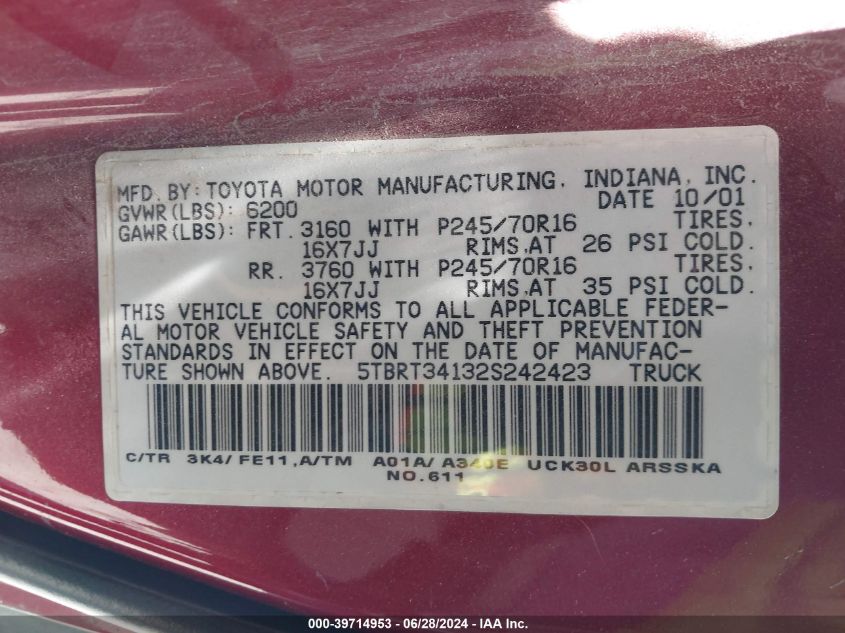 MFD. BY: TOYOTA MOTOR MANUFACTURING, INDIANA, INC.
GVWR(LBS): 6200 DATE 10/01
GAWR(LBS): FRT. 3160 WITH P245/70R16 TIRES.
16X7JJ RIMS.AT 26 PSI COLD.
RR. 3760 WITH P245/70R16 TIRES.
16X7JJ RIMS.AT 35 PSI COLD.
THIS VEHICLE CONFORMS TO ALL APPLICABLE FEDER-
AL MOTOR VEHICLE SAFETY AND THEFT PREVENTION
STANDARDS IN EFFECT ON THE DATE OF MANUFAC-
TURE SHOWN ABOVE. 5TBRT34132S242423 TRUCK
C/TR 3K4/ FE11,A/TM A01A/ A340E UCK30L ARSSKA
NO.611
000-39714953 / 06/28/2024 - IAAI, Inc.